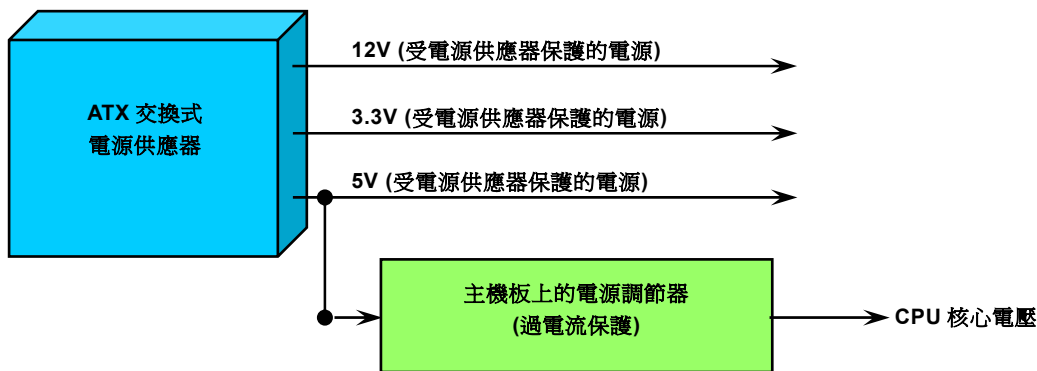 12V (受電源供應器保護的電源)
ATX 交換式
電源供應器
3.3V (受電源供應器保護的電源)
5V (受電源供應器保護的電源)
主機板上的電源調節器
(過電流保護)
CPU 核心電壓